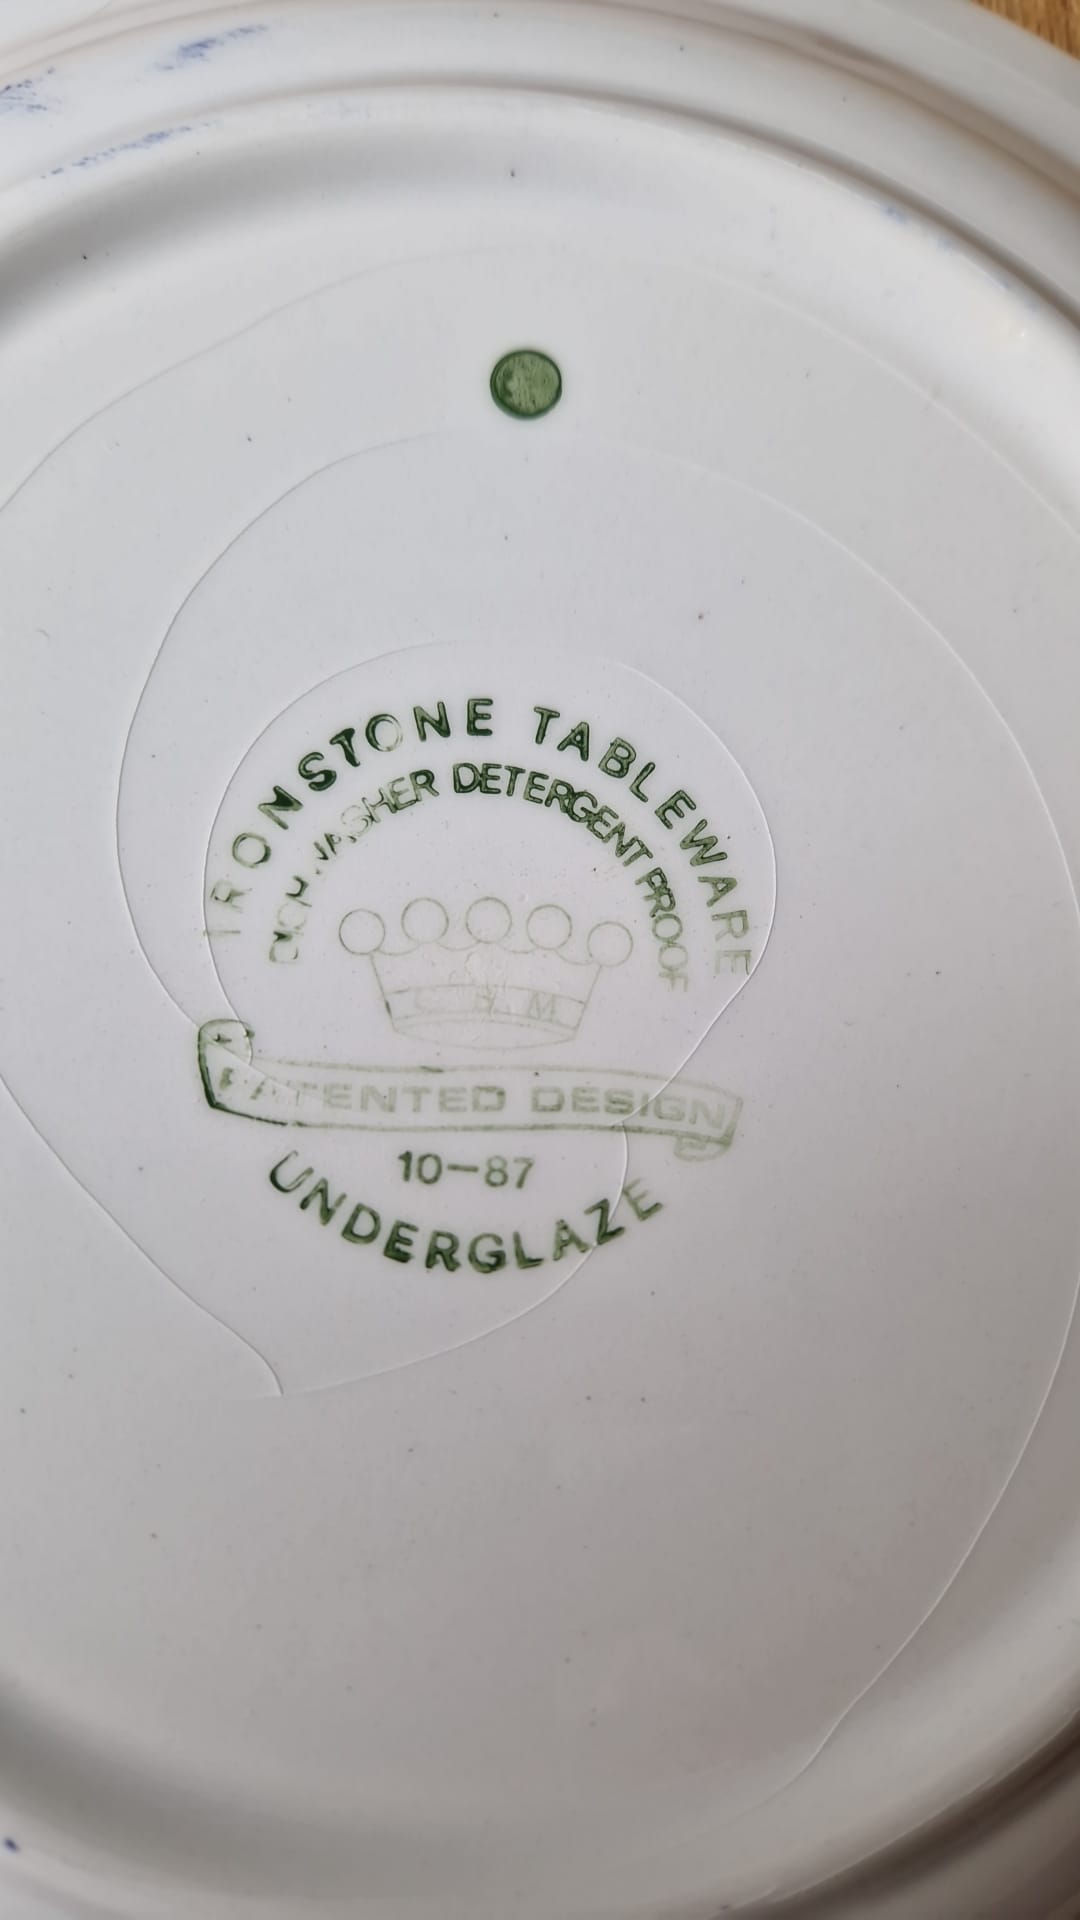 IRONSTONE TABLEWARE
DISHWASHER DETERGENT PROOF
PATENTED DESIGN
10-87
UNDERGLAZE